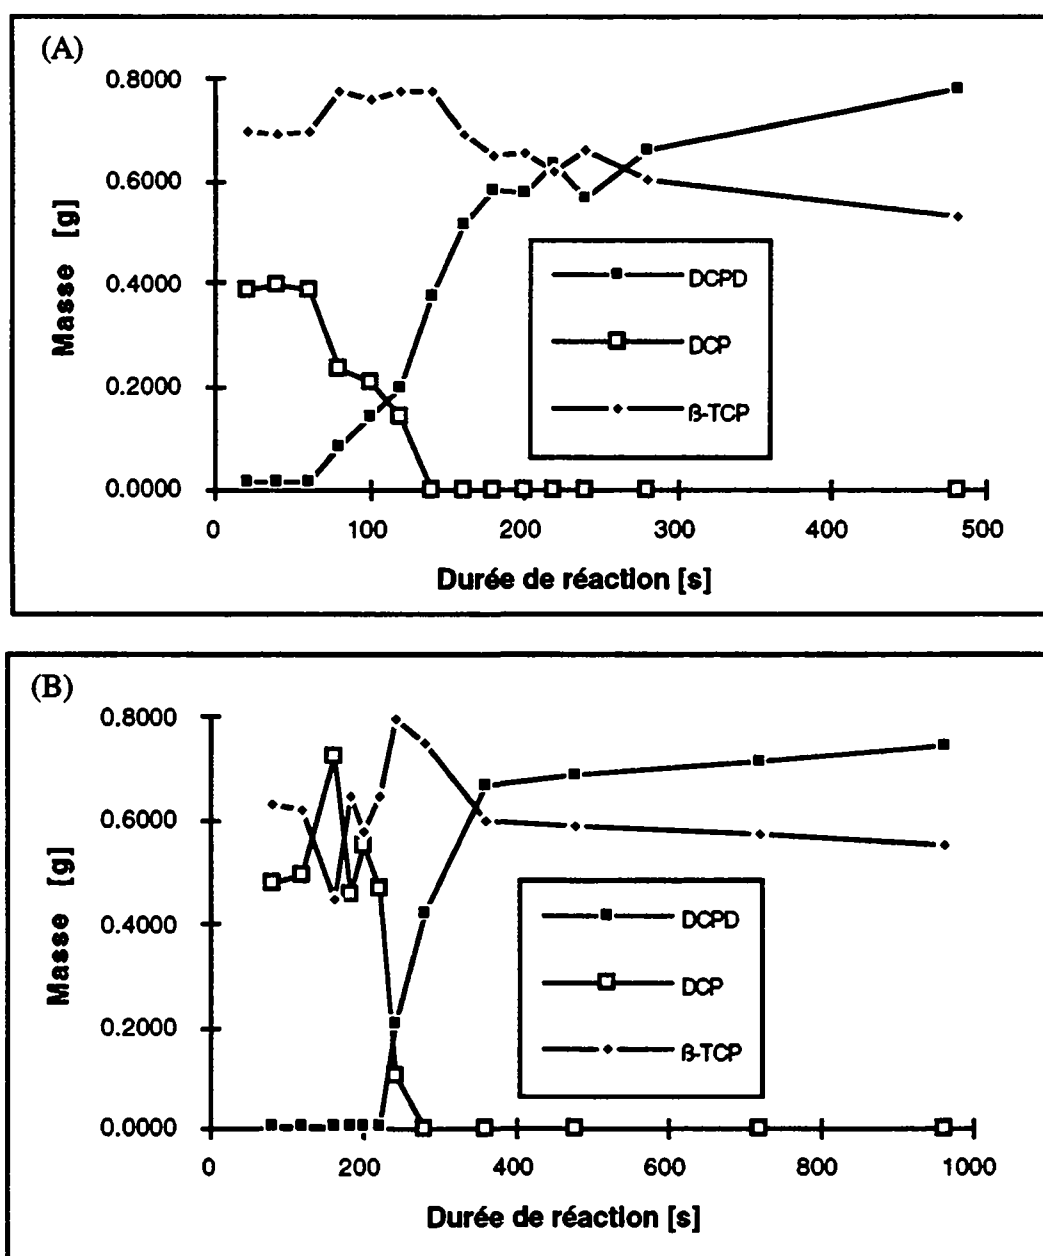 (A)
0.8000
0.6000
0.4000
0.2000
0.0000
Masse [g]
0 100 200 300 400 500
Durée de réaction [s]
DCPD
DCP
β-TCP
(B)
0.8000
0.6000
0.4000
0.2000
0.0000
Masse [g]
0 200 400 600 800 1000
Durée de réaction [s]
DCPD
DCP
β-TCP